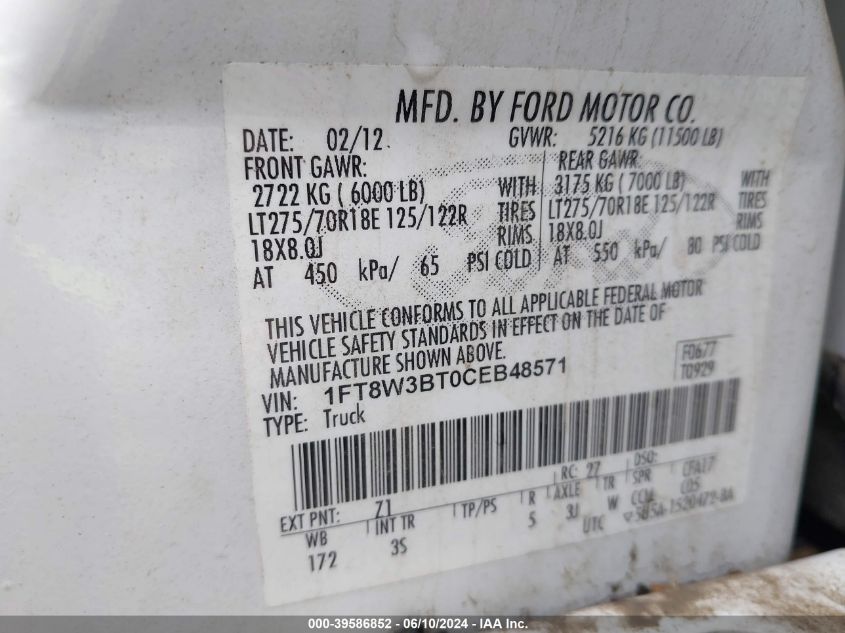 MFD. BY FORD MOTOR CO.
DATE: 02/12 GVWR: 5216 KG (11500 LB)
FRONT GAWR: REAR GAWR:
2722 KG ( 6000 LB) WITH 3175 KG ( 7000 LB) WITH
LT275/70R18E 125/122R TIRES LT275/70R18E 125/122R TIRES
18X8.0J RIMS 18X8.0J RIMS
AT 450 kPa/ 65 PSI COLD AT 550 kPa/ 80 PSI COLD
THIS VEHICLE CONFORMS TO ALL APPLICABLE FEDERAL MOTOR
VEHICLE SAFETY STANDARDS IN EFFECT ON THE DATE OF
MANUFACTURE SHOWN ABOVE.
F0677
VIN: 1FT8W3BT0CEB48571 T0929
TYPE: Truck
RC: 27 DSO:
EXT PNT: Z1 AXLE TR SPR CFA17
WB INT TR TP/PS R 3J W CCM C05
172 3S 5 UTC
000-39586852 - 06/10/2024 - IAAI.com